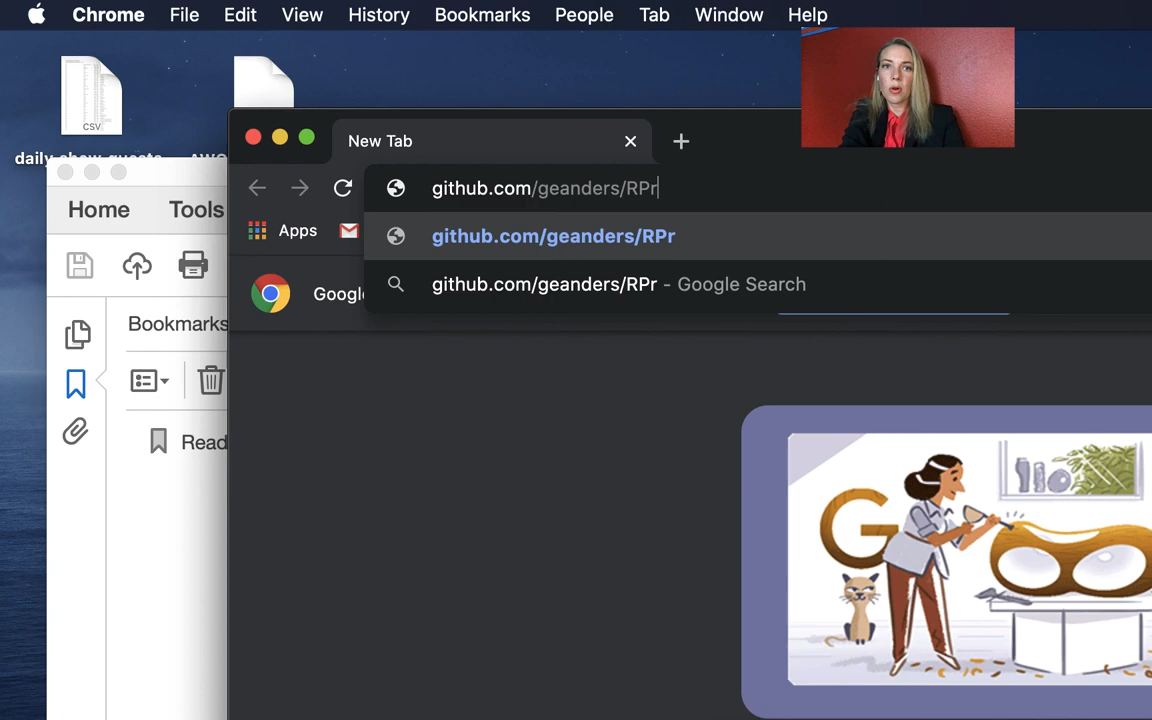 Chrome File Edit View History Bookmarks People Tab Window Help
CSV
New Tab
github.com/geanders/RPr
Home Tools
Apps
github.com/geanders/RPr
github.com/geanders/RPr - Google Search
Google
Bookmarks
Read
G